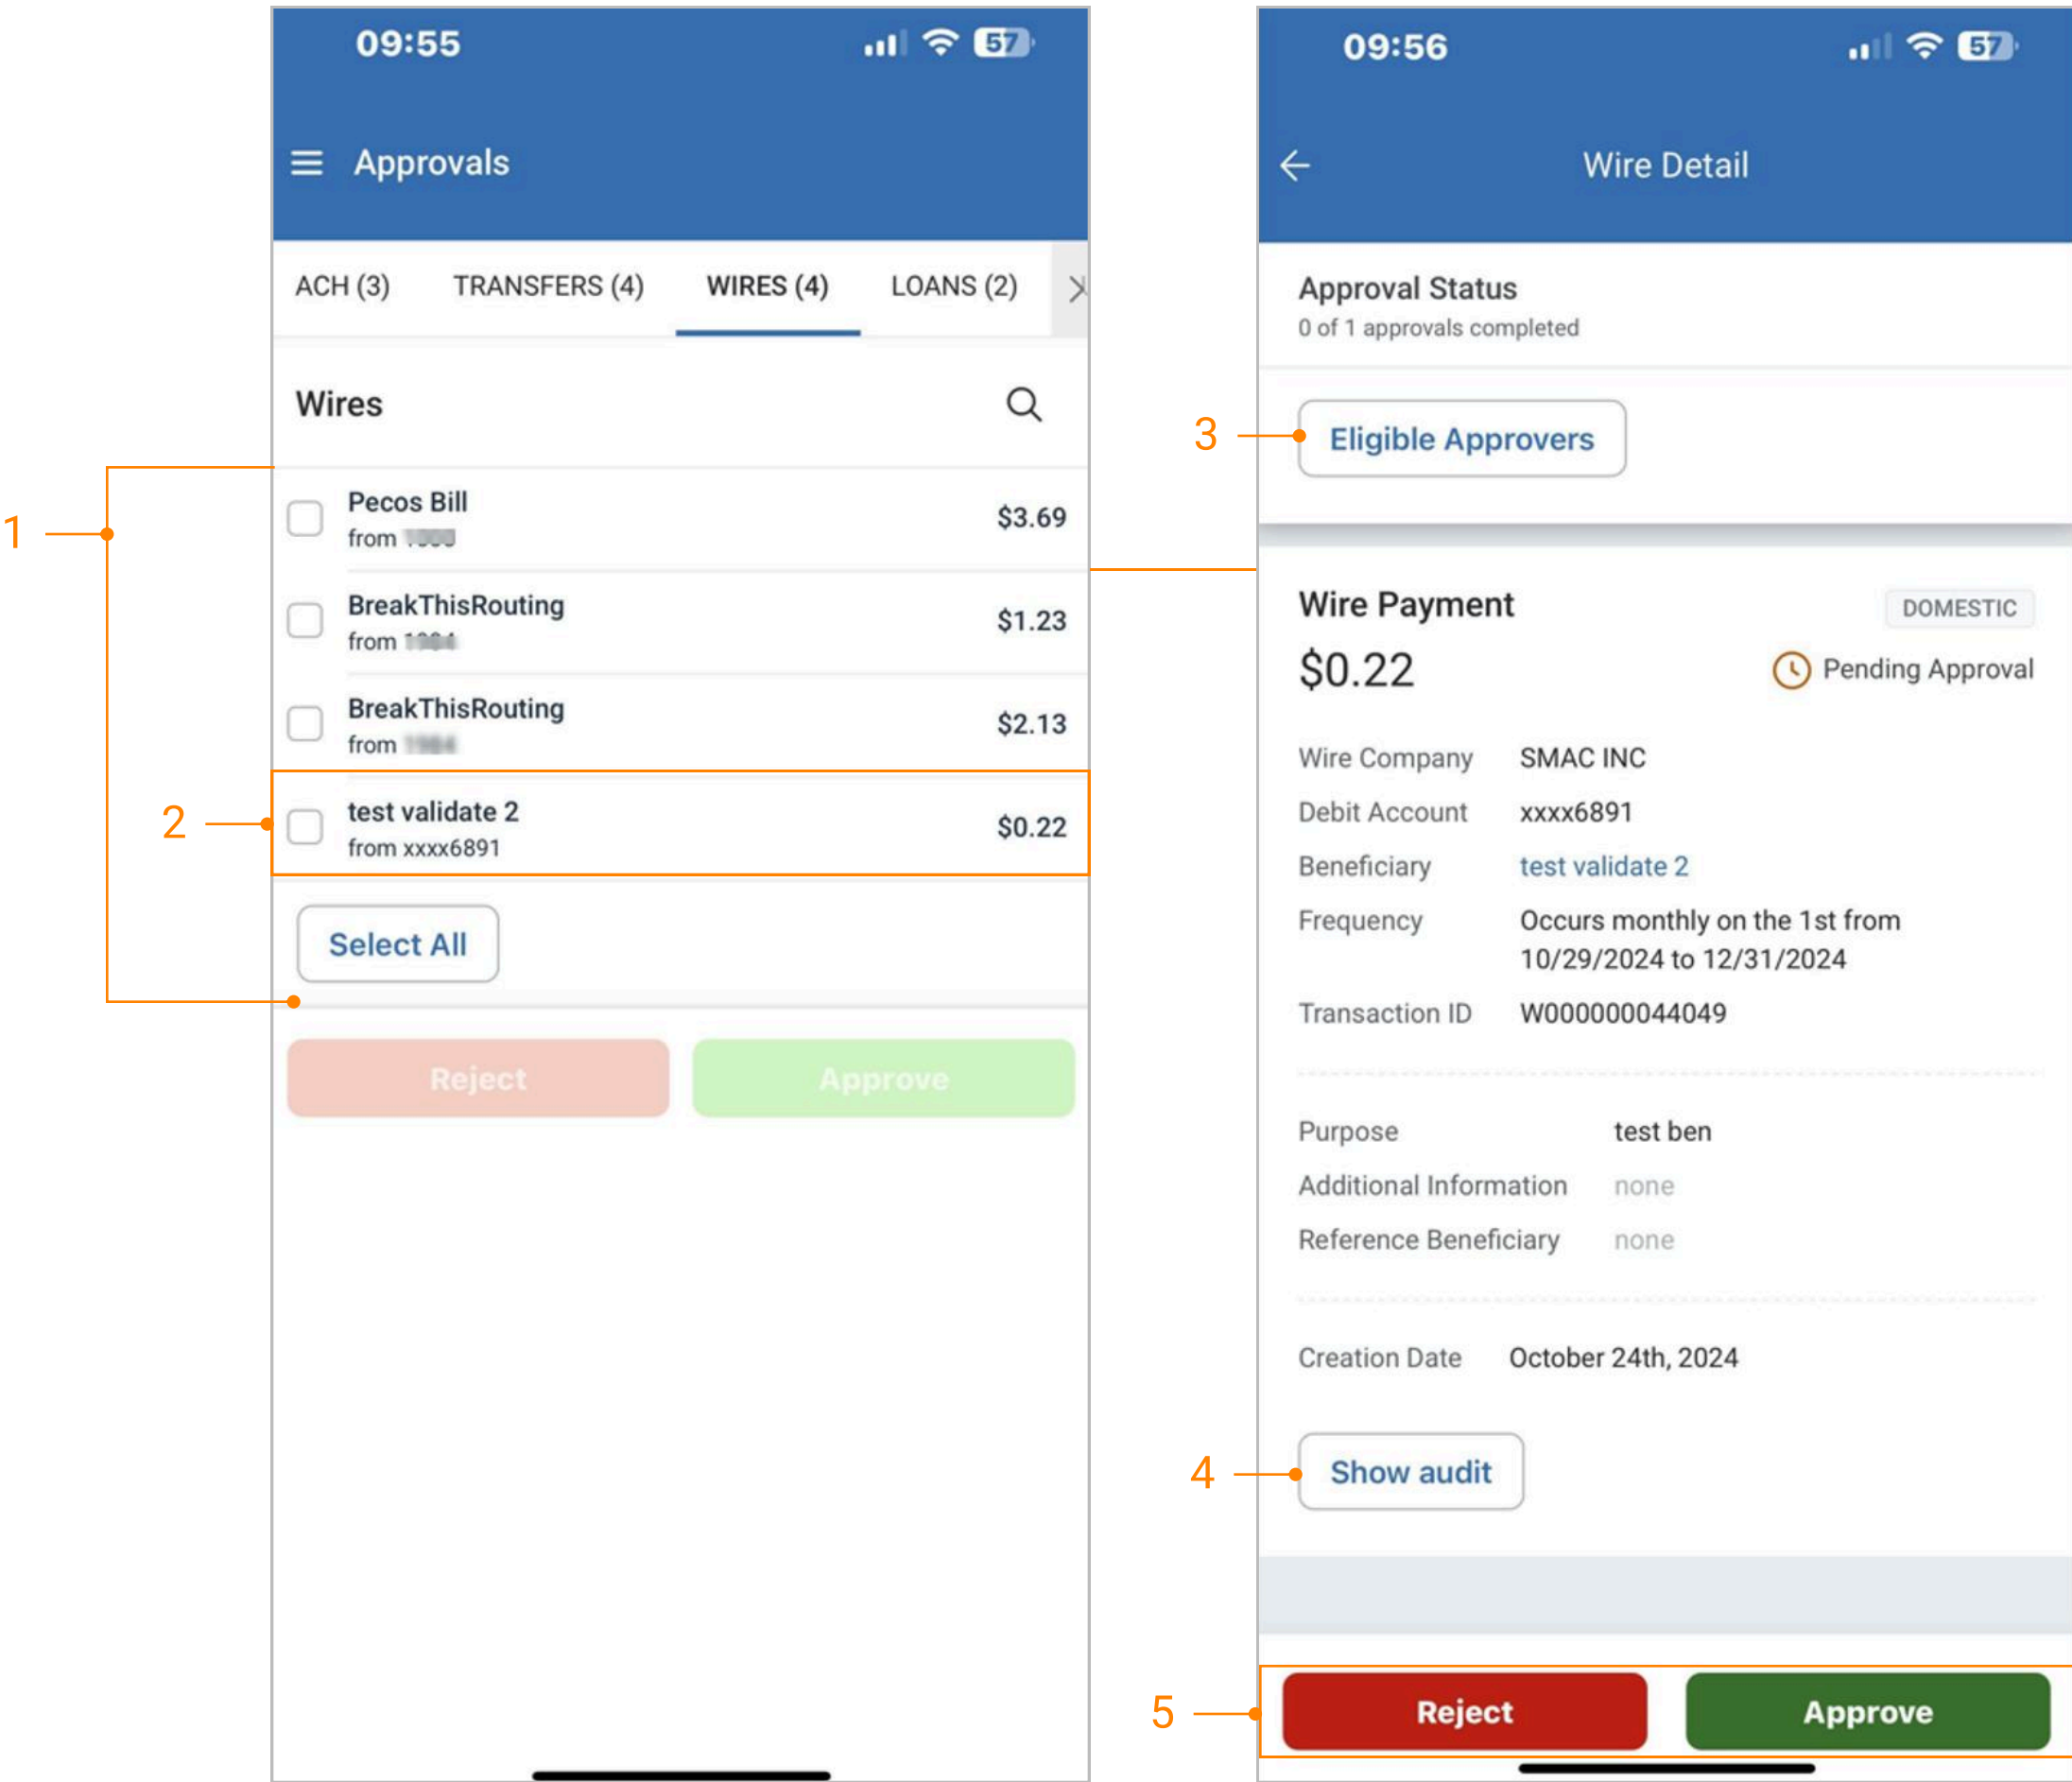 09:55
57
Approvals
ACH (3)
TRANSFERS (4)
WIRES (4)
LOANS (2)
Wires
1
Pecos Bill
from
$3.69
BreakThisRouting
from
$1.23
BreakThisRouting
from
$2.13
2
test validate 2
from xxxx6891
$0.22
Select All
Reject
Approve
09:56
57
Wire Detail
Approval Status
0 of 1 approvals completed
3
Eligible Approvers
Wire Payment
DOMESTIC
$0.22
Pending Approval
Wire Company SMAC INC
Debit Account xxxx6891
Beneficiary test validate 2
Frequency Occurs monthly on the 1st from
10/29/2024 to 12/31/2024
Transaction ID W000000044049
Purpose test ben
Additional Information none
Reference Beneficiary none
Creation Date October 24th, 2024
4
Show audit
5
Reject
Approve